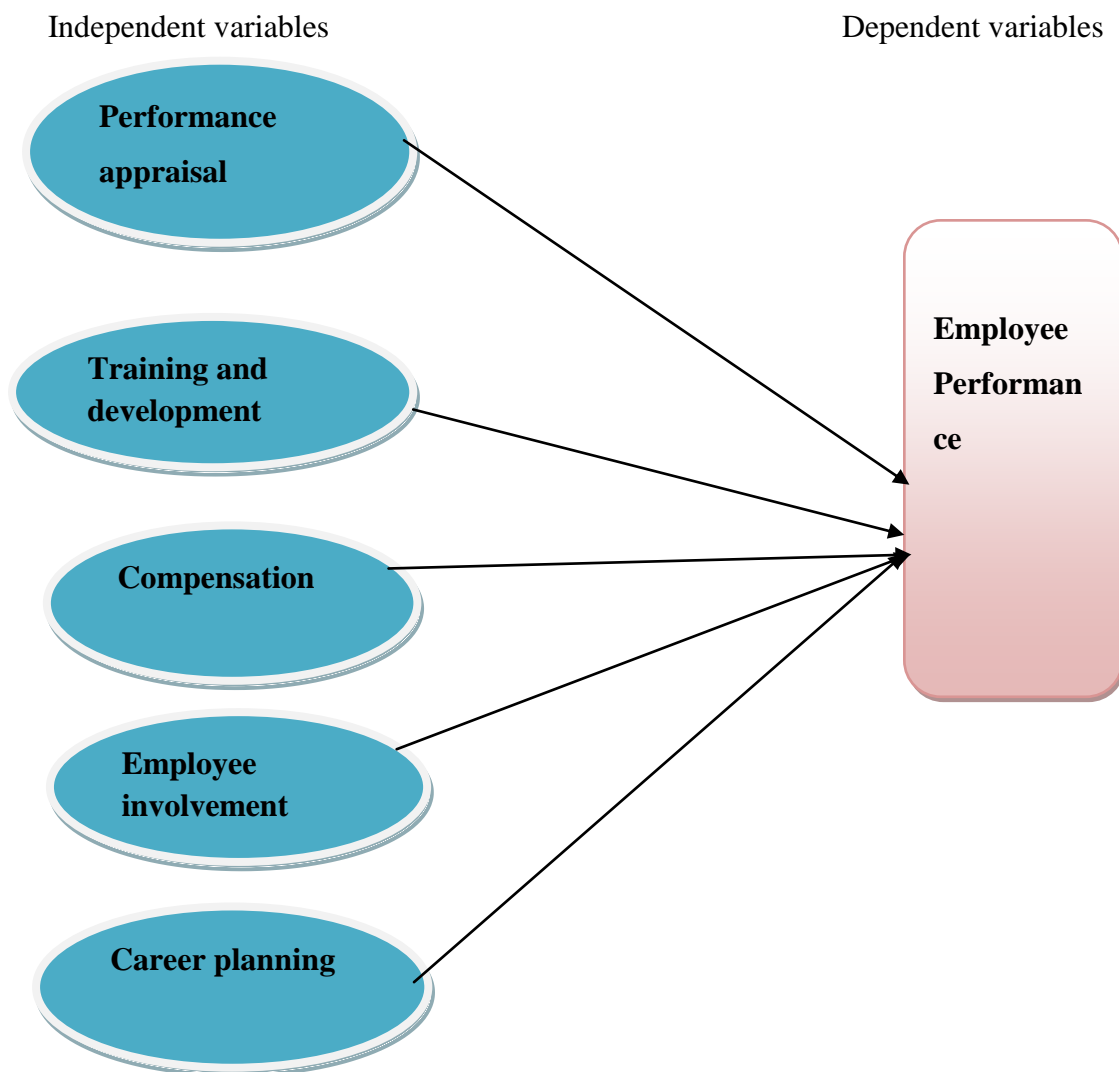 Independent variables
Dependent variables
Performance
appraisal
Training and
development
Compensation
Employee
involvement
Career planning
Employee
Performan
ce